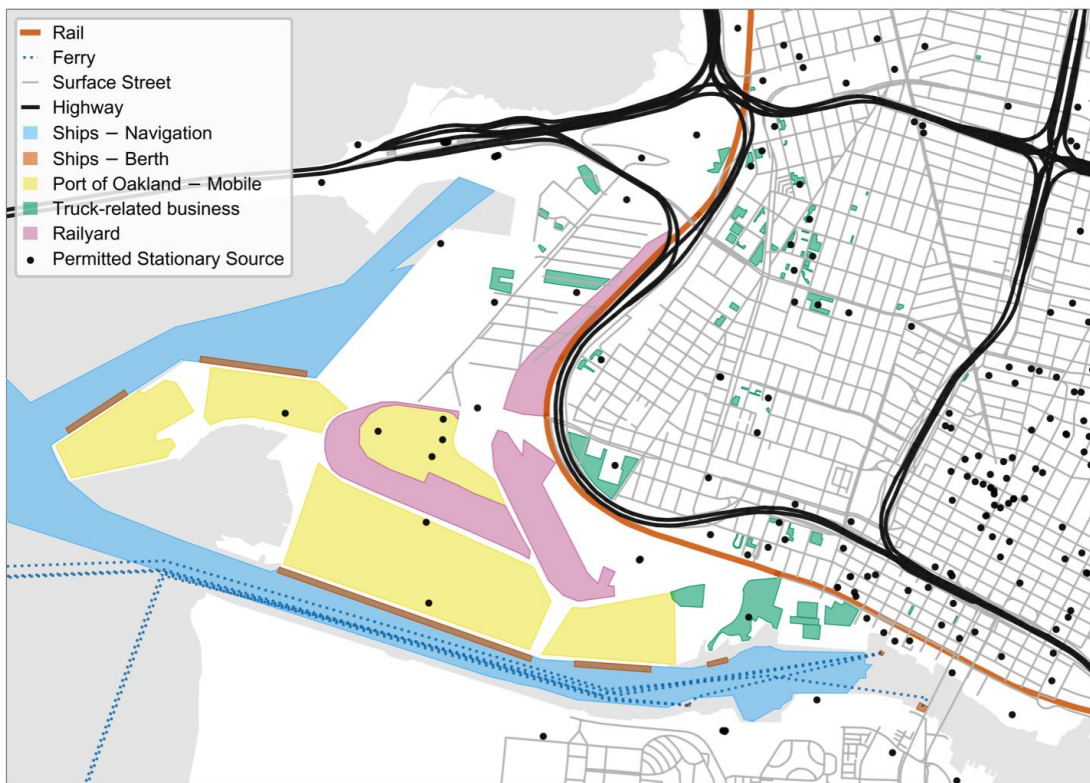 Rail
Ferry
Surface Street
Highway
Ships – Navigation
Ships – Berth
Port of Oakland – Mobile
Truck-related business
Railyard
Permitted Stationary Source